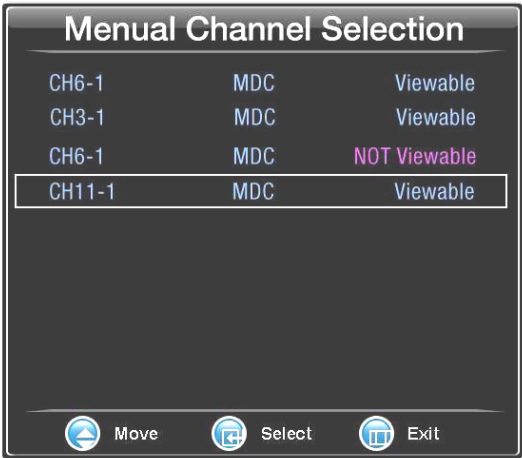 Menual Channel Selection
CH6-1 MDC Viewable
CH3-1 MDC Viewable
CH6-1 MDC NOT Viewable
CH11-1 MDC Viewable
Move Select Exit